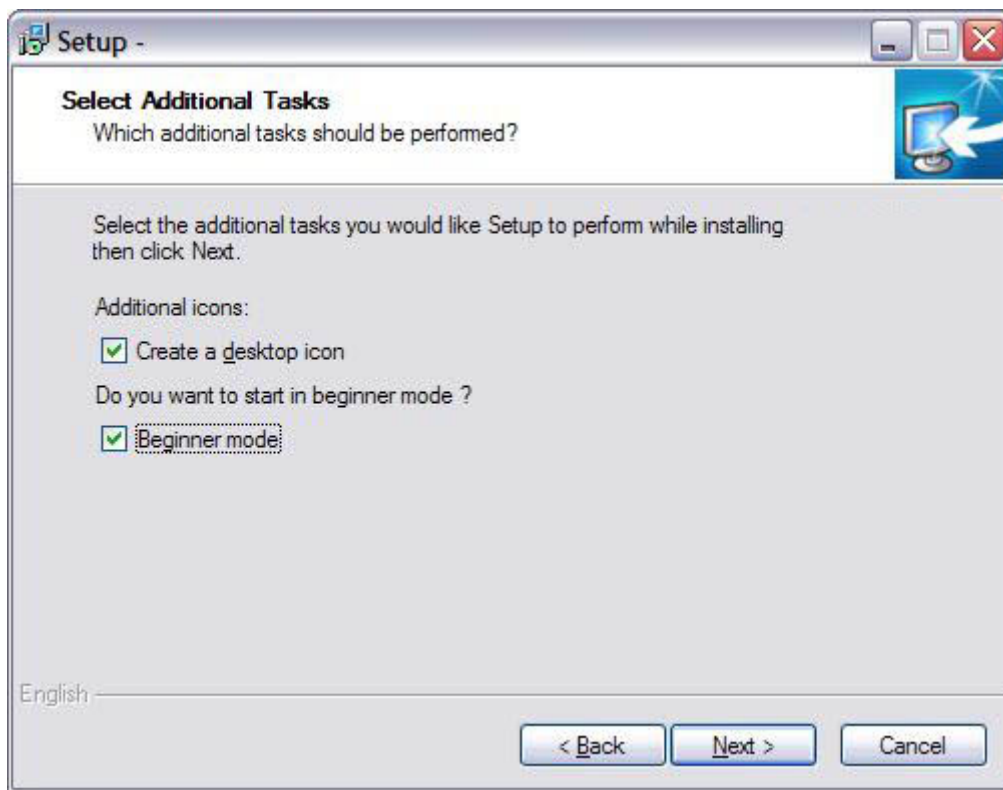 Setup -
Select Additional Tasks
Which additional tasks should be performed?
Select the additional tasks you would like Setup to perform while installing
then click Next.
Additional icons:
Create a desktop icon
Do you want to start in beginner mode ?
Beginner mode
English
< Back Next > Cancel